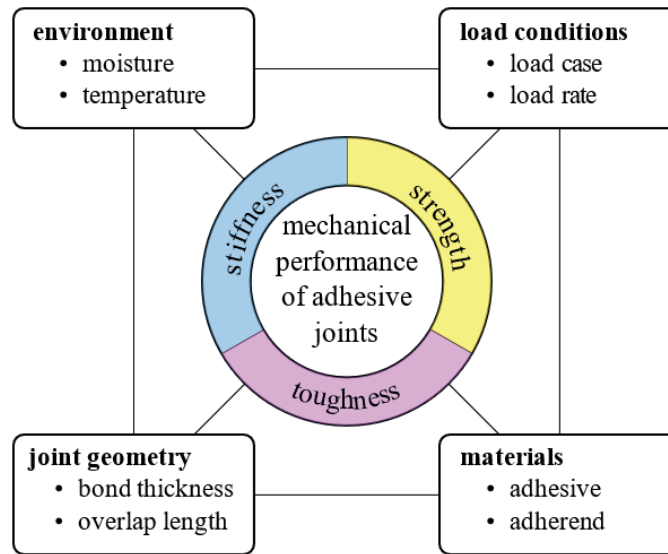 environment
• moisture
• temperature
load conditions
• load case
• load rate
stiffness
strength
toughness
mechanical
performance
of adhesive
joints
joint geometry
• bond thickness
• overlap length
materials
• adhesive
• adherend